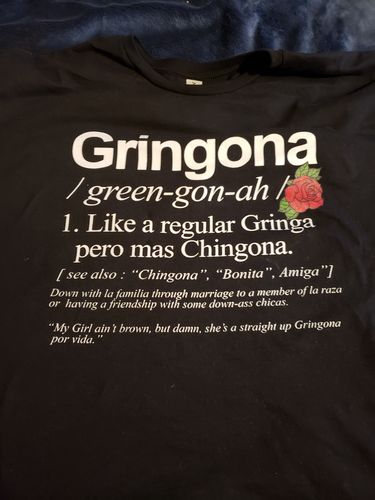 Gringona
/ green-gon-ah /
1. Like a regular Gringa
pero mas Chingona.
[ see also : "Chingona", "Bonita", Amiga"]
Down with la familia through marriage to a member of la raza
or having a friendship with some down-ass chicas.
"My Girl ain't brown, but damn, she's a straight up Gringona
por vida."